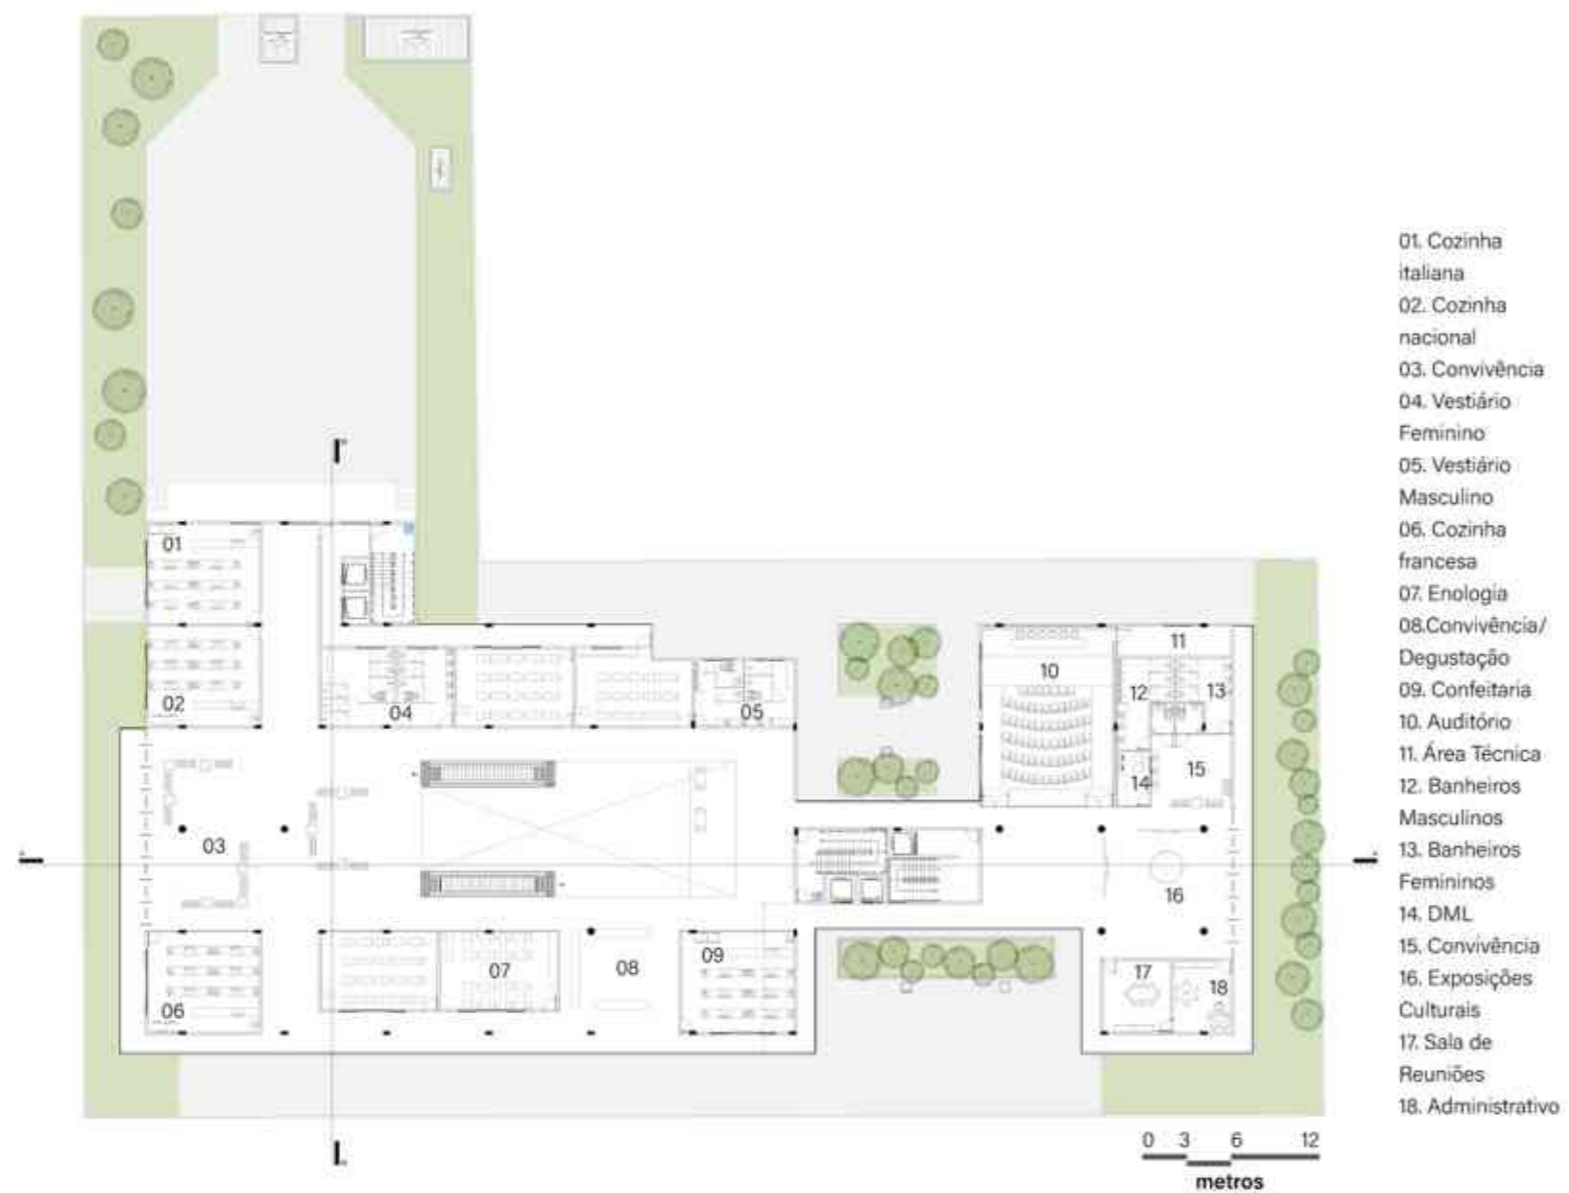 01
02
03
04
05
06
07
08
09
10
11
12
13
14
15
16
17
18
01. Cozinha
italiana
02. Cozinha
nacional
03. Convivência
04. Vestiário
Feminino
05. Vestiário
Masculino
06. Cozinha
francesa
07. Enologia
08.Convivência/
Degustação
09. Confeitaria
10. Auditório
11. Área Técnica
12. Banheiros
Masculinos
13. Banheiros
Femininos
14. DML
15. Convivência
16. Exposições
Culturais
17. Sala de
Reuniões
18. Administrativo
0 3 6 12
metros